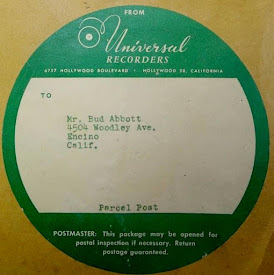 FROM
Universal
RECORDERS
6757 HOLLYWOOD BOULEVARD • HOLLYWOOD 28, CALIFORNIA
TO
Mr. Bud Abbott
4504 Woodley Ave.
Encino
Calif.
Parcel Post
POSTMASTER: This package may be opened for
postal inspection if necessary. Return
postage guaranteed.